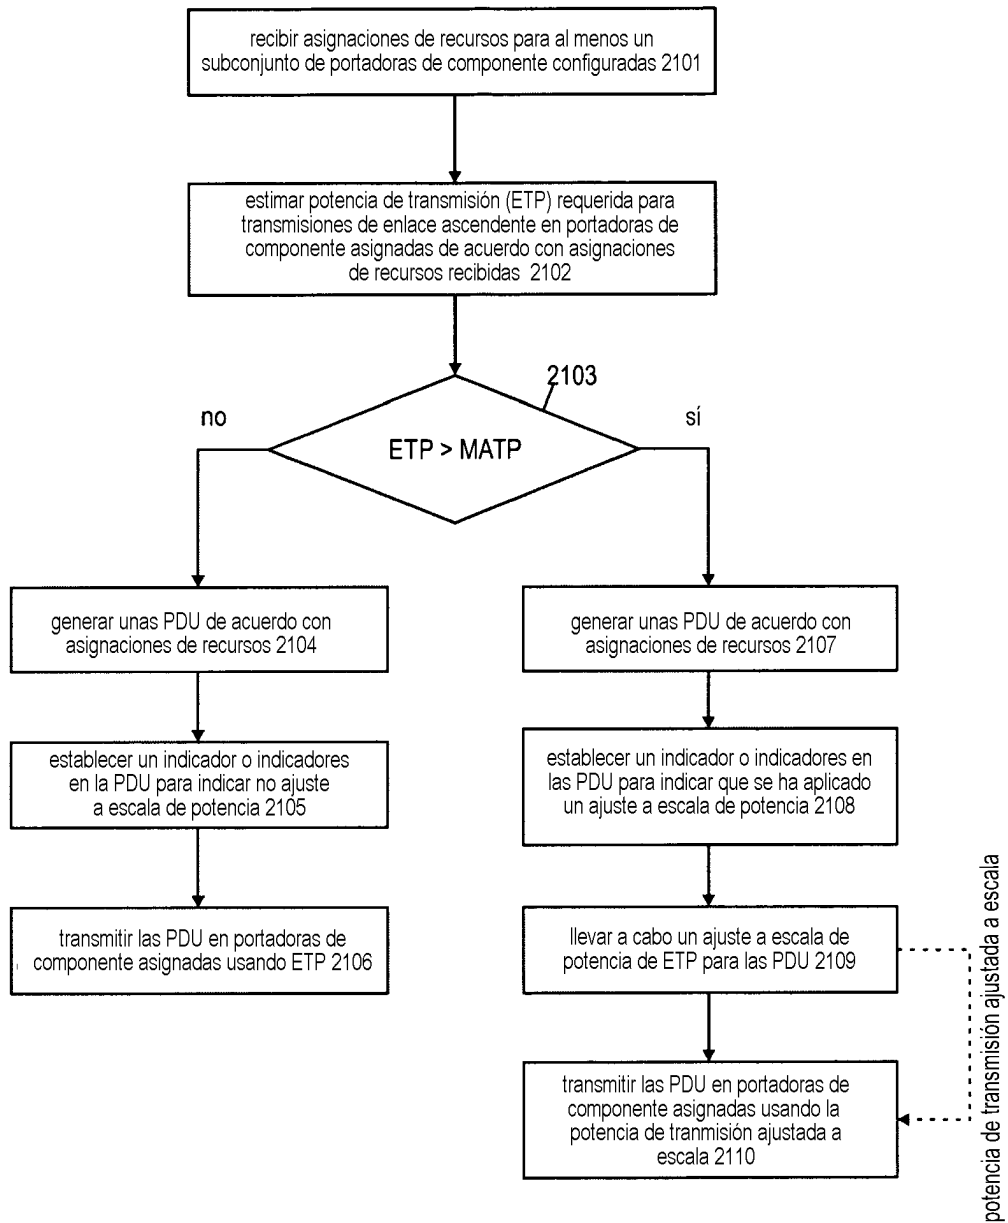 recibir asignaciones de recursos para al menos un
subconjunto de portadoras de componente configuradas 2101
estimar potencia de transmisión (ETP) requerida para
transmisiones de enlace ascendente en portadoras de
componente asignadas de acuerdo con asignaciones
de recursos recibidas 2102
2103
no
sí
ETP > MATP
generar unas PDU de acuerdo con
asignaciones de recursos 2104
establecer un indicador o indicadores
en la PDU para indicar no ajuste
a escala de potencia 2105
transmitir las PDU en portadoras de
componente asignadas usando ETP 2106
generar unas PDU de acuerdo con
asignaciones de recursos 2107
establecer un indicador o indicadores en
las PDU para indicar que se ha aplicado
un ajuste a escala de potencia 2108
llevar a cabo un ajuste a escala de
potencia de ETP para las PDU 2109
transmitir las PDU en portadoras de
componente asignadas usando la
potencia de tranmisión ajustada a
escala 2110
potencia de transmisión ajustada a escala